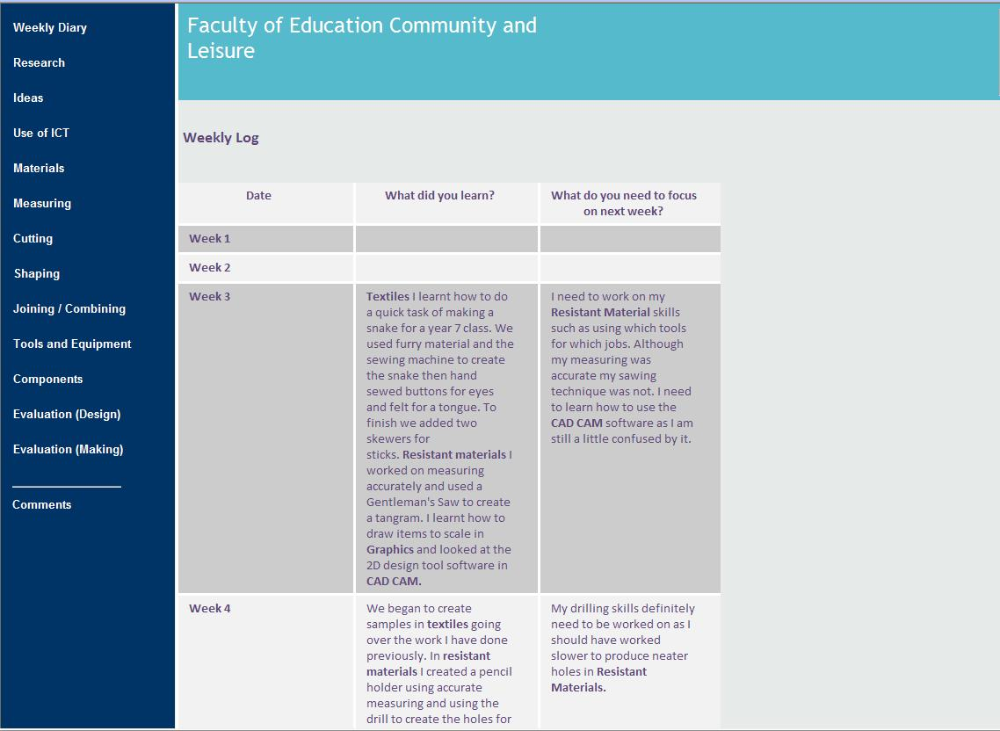 Weekly Diary
Research
Ideas
Use of ICT
Materials
Measuring
Cutting
Shaping
Joining / Combining
Tools and Equipment
Components
Evaluation (Design)
Evaluation (Making)
Comments
Faculty of Education Community and
Leisure
Weekly Log
Date
What did you learn?
What do you need to focus
on next week?
Week 1
Week 2
Week 3
Textiles I learnt how to do
a quick task of making a
snake for a year 7 class. We
used furry material and the
sewing machine to create
the snake then hand
sewed buttons for eyes
and felt for a tongue. To
finish we added two
skewers for
sticks. Resistant materials I
worked on measuring
accurately and used a
Gentleman's Saw to create
a tangram. I learnt how to
draw items to scale in
Graphics and looked at the
2D design tool software in
CAD CAM.
I need to work on my
Resistant Material skills
such as using which tools
for which jobs. Although
my measuring was
accurate my sawing
technique was not. I need
to learn how to use the
CAD CAM software as I am
still a little confused by it.
Week 4
We began to create
samples in textiles going
over the work I have done
previously. In resistant
materials I created a pencil
holder using accurate
measuring and using the
drill to create the holes for
My drilling skills definitely
need to be worked on as I
should have worked
slower to produce neater
holes in Resistant
Materials.